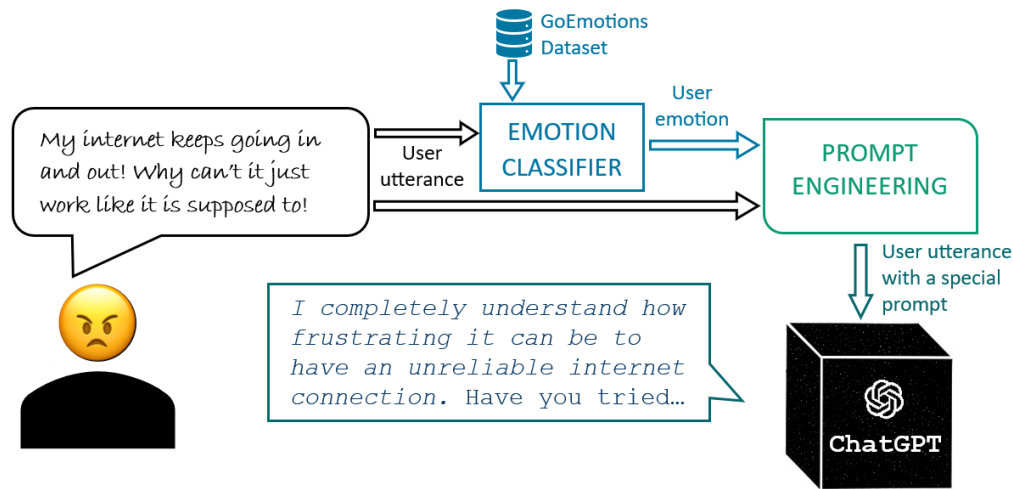 GoEmotions
Dataset
My internet keeps going in
and out! Why can't it just
work like it is supposed to!
User
utterance
EMOTION
CLASSIFIER
User
emotion
PROMPT
ENGINEERING
User utterance
with a special
prompt
I completely understand how
frustrating it can be to
have an unreliable internet
connection. Have you tried…
ChatGPT